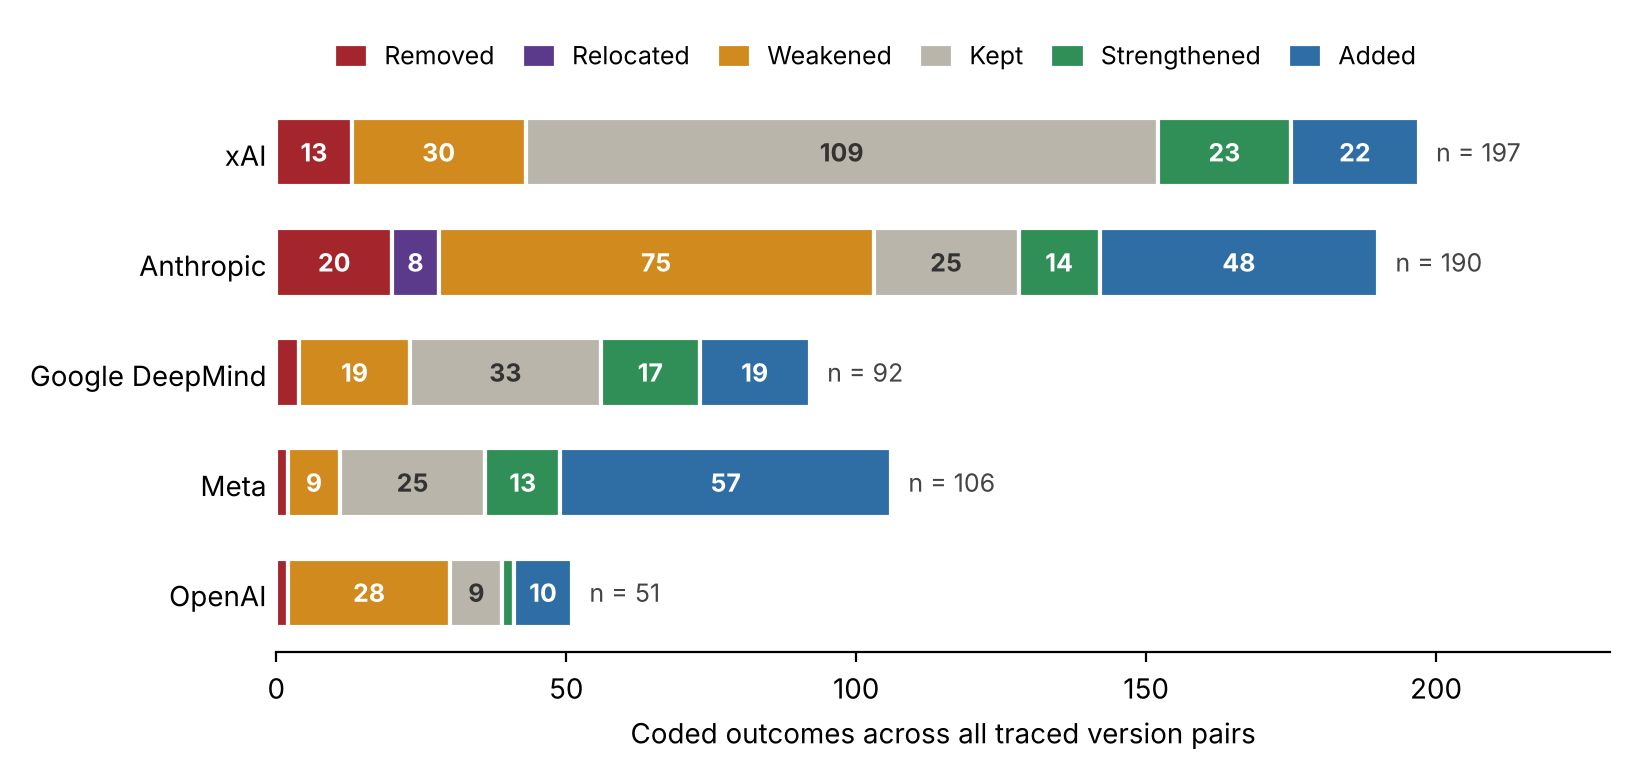 Removed Relocated Weakened Kept Strengthened Added
xAI 13 30 109 23 22 n = 197
Anthropic 20 8 75 25 14 48 n = 190
Google DeepMind 19 33 17 19 n = 92
Meta 9 25 13 57 n = 106
OpenAI 28 9 10 n = 51
0 50 100 150 200
Coded outcomes across all traced version pairs